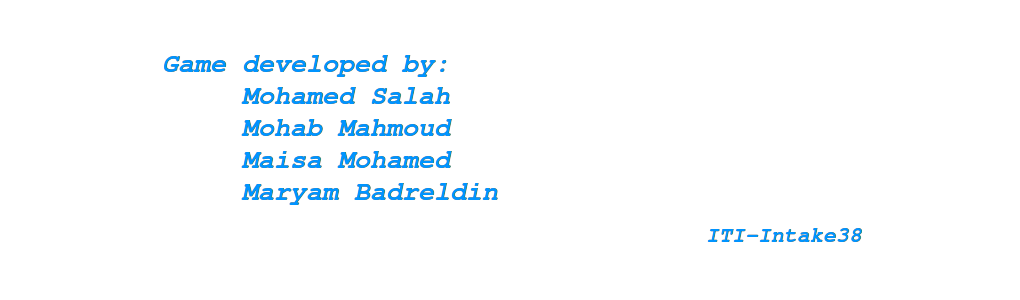 Game developed by:
Mohamed Salah
Mohab Mahmoud
Maisa Mohamed
Maryam Badreldin
ITI-Intake38